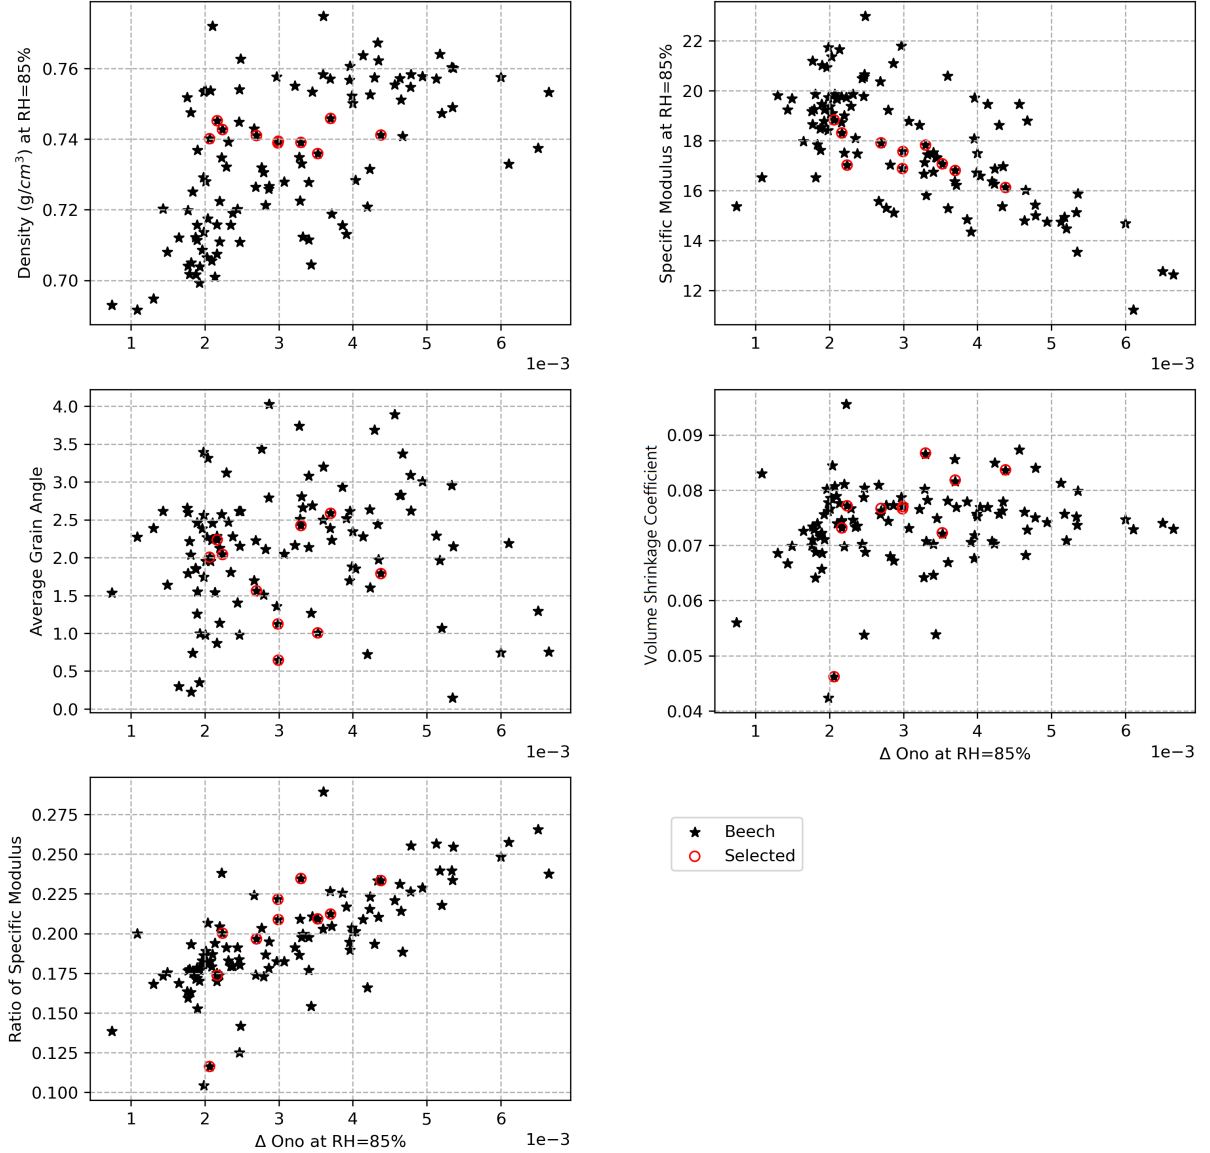 Density (g/cm³) at RH=85%
0.76
0.74
0.72
0.70
1 2 3 4 5 6
1e−3
Specific Modulus at RH=85%
22
20
18
16
14
12
1 2 3 4 5 6
1e−3
Average Grain Angle
4.0
3.5
3.0
2.5
2.0
1.5
1.0
0.5
0.0
1 2 3 4 5 6
1e−3
Volume Shrinkage Coefficient
0.09
0.08
0.07
0.06
0.05
0.04
1 2 3 4 5 6
1e−3
Δ Ono at RH=85%
Ratio of Specific Modulus
0.275
0.250
0.225
0.200
0.175
0.150
0.125
0.100
1 2 3 4 5 6
1e−3
Δ Ono at RH=85%
Beech
Selected